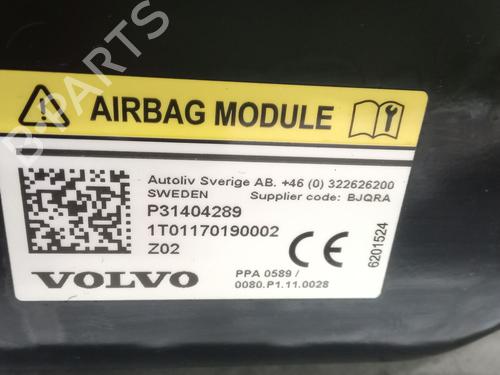 AIRBAG MODULE
Autoliv Sverige AB. +46 (0) 322626200
SWEDEN Supplier code: BJQRA
P31404289
1T01170190002
Z02
CE
6201524
VOLVO
PPA 0589 /
0080.P1.11.0028
B-PARTS